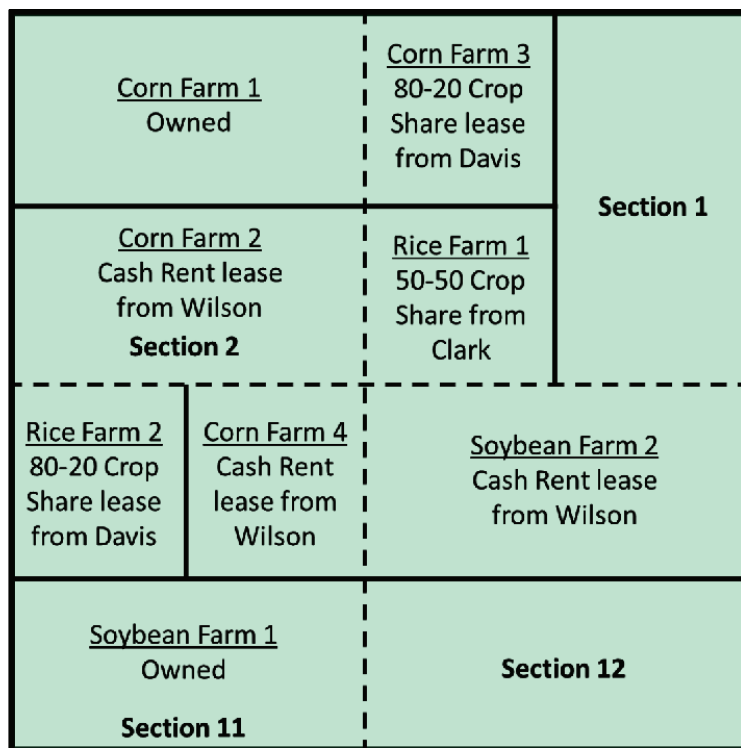 Corn Farm 1
Owned
Corn Farm 3
80-20 Crop
Share lease
from Davis
Section 1
Corn Farm 2
Cash Rent lease
from Wilson
Section 2
Rice Farm 1
50-50 Crop
Share from
Clark
Rice Farm 2
80-20 Crop
Share lease
from Davis
Corn Farm 4
Cash Rent
lease from
Wilson
Soybean Farm 2
Cash Rent lease
from Wilson
Soybean Farm 1
Owned
Section 11
Section 12